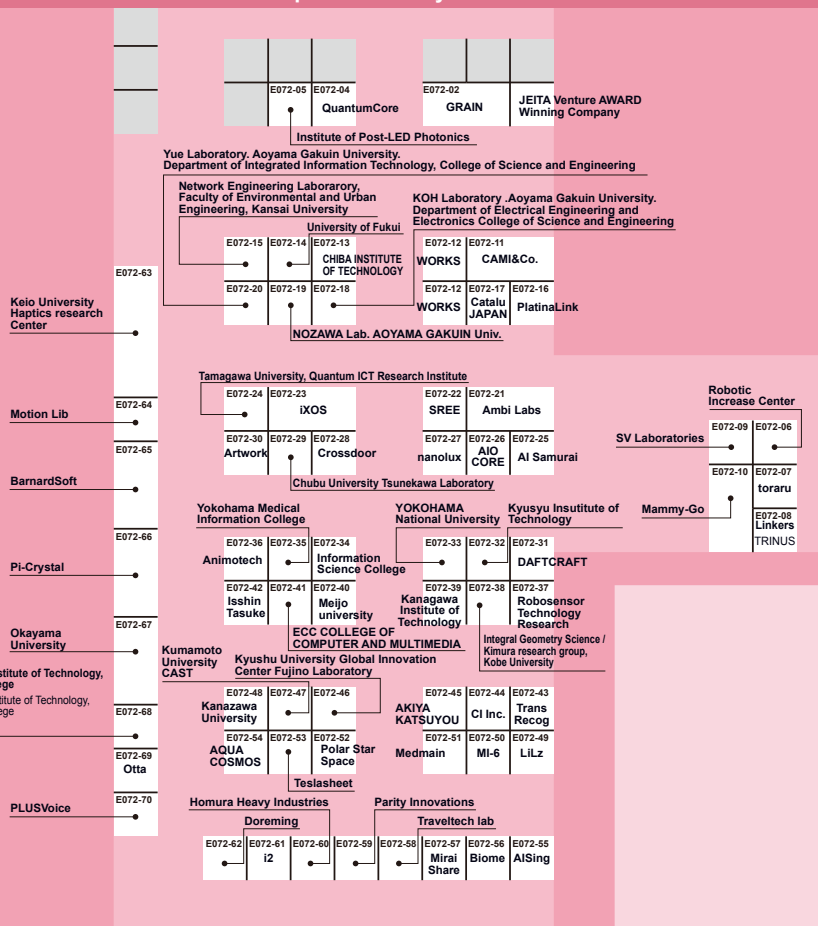 E072-05
E072-04
QuantumCore
E072-02
GRAIN
JEITA Venture AWARD
Winning Company
Institute of Post-LED Photonics
Yue Laboratory. Aoyama Gakuin University.
Department of Integrated Information Technology, College of Science and Engineering
Network Engineering Laborarory,
Faculty of Environmental and Urban
Engineering, Kansai University
University of Fukui
KOH Laboratory .Aoyama Gakuin University.
Department of Electrical Engineering and
Electronics College of Science and Engineering
E072-15
E072-14
E072-13
CHIBA INSTITUTE
OF TECHNOLOGY
E072-12
WORKS
E072-11
CAMI&Co.
E072-20
E072-19
E072-18
E072-12
WORKS
E072-17
Catalu
JAPAN
E072-16
PlatinaLink
NOZAWA Lab. AOYAMA GAKUIN Univ.
E072-63
Keio University
Haptics research
Center
Tamagawa University, Quantum ICT Research Institute
E072-24
E072-23
iXOS
E072-22
SREE
E072-21
Ambi Labs
E072-30
Artwork
E072-29
E072-28
Crossdoor
E072-27
nanolux
E072-26
AIO
CORE
E072-25
AI Samurai
Chubu University Tsunekawa Laboratory
E072-64
Motion Lib
E072-65
BarnardSoft
Robotic
Increase Center
SV Laboratories
E072-09
E072-06
E072-10
E072-07
toraru
Mammy-Go
E072-08
Linkers
TRINUS
Yokohama Medical
Information College
YOKOHAMA
National University
Kyusyu Insutitute of
Technology
E072-36
Animotech
E072-35
E072-34
Information
Science College
E072-33
E072-32
E072-31
DAFTCRAFT
E072-42
Isshin
Tasuke
E072-41
E072-40
Meijo
university
E072-39
Kanagawa
Institute of
Technology
E072-38
E072-37
Robosensor
Technology
Research
ECC COLLEGE OF
COMPUTER AND MULTIMEDIA
Integral Geometry Science /
Kimura research group,
Kobe University
E072-66
Pi-Crystal
E072-67
Okayama
University
stitute of Technology,
ege
titute of Technology,
ege
E072-68
E072-69
Otta
E072-70
PLUSVoice
Kumamoto
University
CAST
Kyushu University Global Innovation
Center Fujino Laboratory
E072-48
Kanazawa
University
E072-47
E072-46
E072-45
AKIYA
KATSUYOU
E072-44
CI Inc.
E072-43
Trans
Recog
E072-54
AQUA
COSMOS
E072-53
E072-52
Polar Star
Space
E072-51
Medmain
E072-50
MI-6
E072-49
LiLz
Teslasheet
Homura Heavy Industries
Parity Innovations
Doreming
Traveltech lab
E072-62
E072-61
i2
E072-60
E072-59
E072-58
E072-57
Mirai
Share
E072-56
Biome
E072-55
AISing